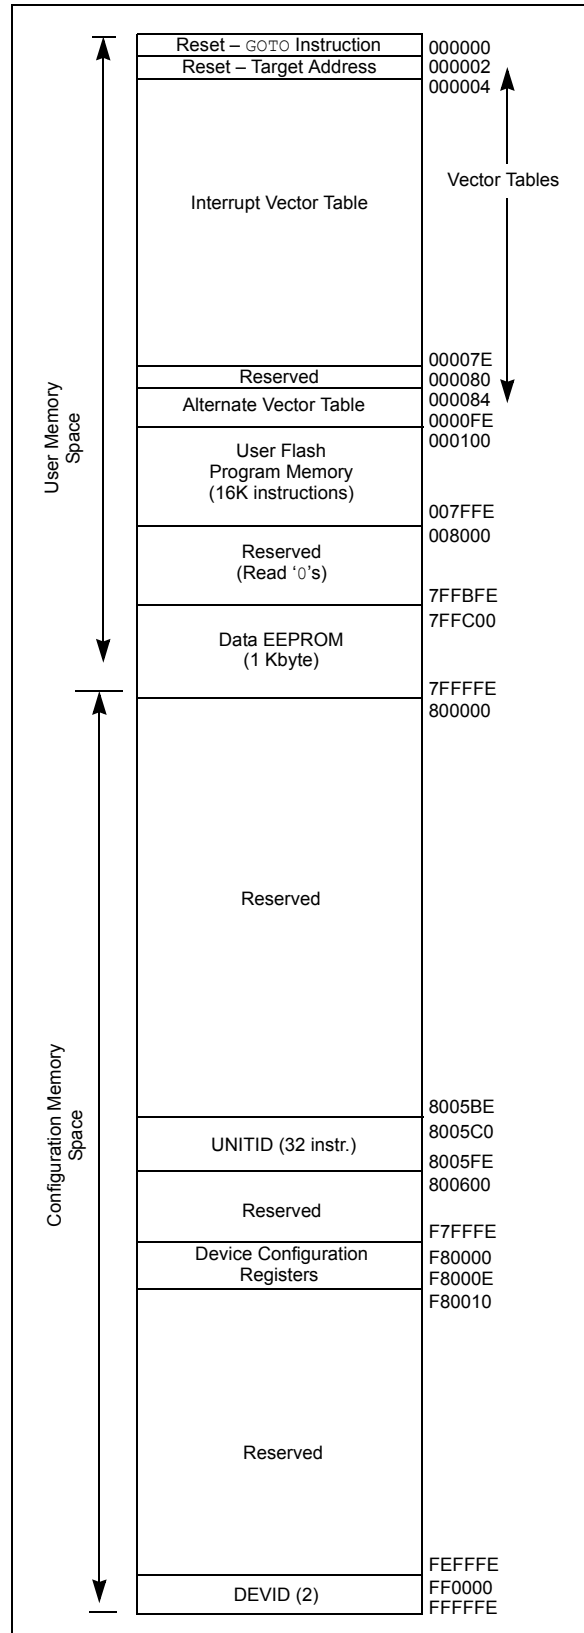 Reset – GOTO Instruction
000000
Reset – Target Address
000002
000004
Interrupt Vector Table
Vector Tables
00007E
Reserved
000080
Alternate Vector Table
000084
0000FE
User Memory
Space
User Flash
Program Memory
(16K instructions)
000100
007FFE
008000
Reserved
(Read ‘0’s)
7FFBFE
7FFC00
Data EEPROM
(1 Kbyte)
7FFFFE
800000
Reserved
Configuration Memory
Space
8005BE
8005C0
UNITID (32 instr.)
8005FE
800600
Reserved
F7FFFE
Device Configuration
Registers
F80000
F8000E
F80010
Reserved
FEFFFE
FF0000
DEVID (2)
FFFFFE